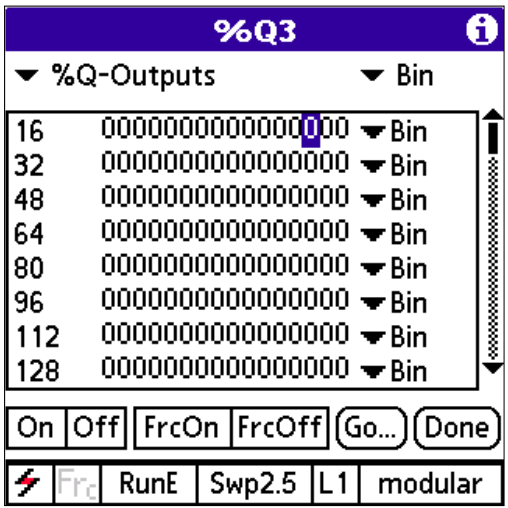 %Q3 i
%Q-Outputs Bin
16 0000000000000000 Bin
32 0000000000000000 Bin
48 0000000000000000 Bin
64 0000000000000000 Bin
80 0000000000000000 Bin
96 0000000000000000 Bin
112 0000000000000000 Bin
128 0000000000000000 Bin
On Off FrcOn FrcOff Go... Done
Frc RunE Swp2.5 L1 modular